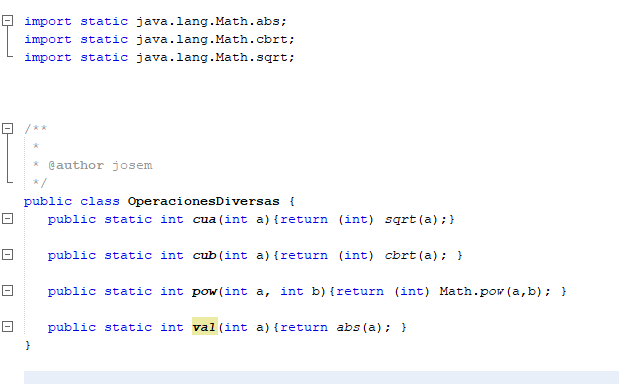 import static java.lang.Math.abs;
import static java.lang.Math.cbrt;
import static java.lang.Math.sqrt;
/**
 *
 * @author josem
 */
public class OperacionesDiversas {
   public static int cua(int a){return (int) sqrt(a);}
   public static int cub(int a){return (int) cbrt(a); }
   public static int pow(int a, int b){return (int) Math.pow(a,b); }
   public static int val(int a){return abs(a); }
}